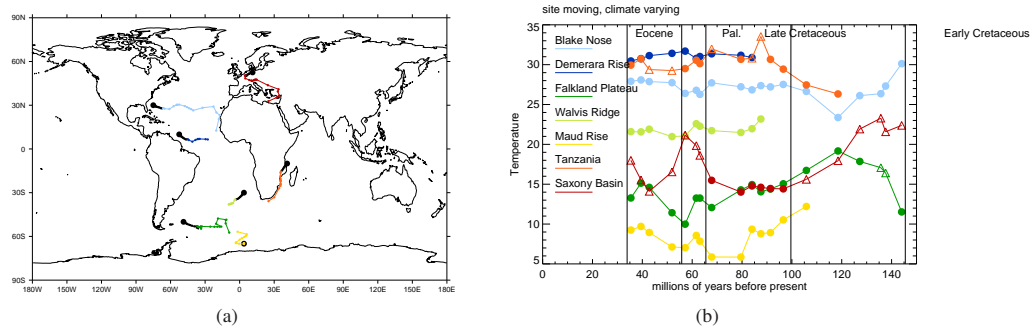 90N
60N
30N
0
30S
60S
90S
180W 150W 120W 90W 60W 30W 0 30E 60E 90E 120E 150E 180E
(a)
site moving, climate varying
Eocene Pal. Late Cretaceous Early Cretaceous
Blake Nose
Demerara Rise
Falkland Plateau
Walvis Ridge
Maud Rise
Tanzania
Saxony Basin
Temperature
35
30
25
20
15
10
5
0 20 40 60 80 100 120 140 160
millions of years before present
(b)